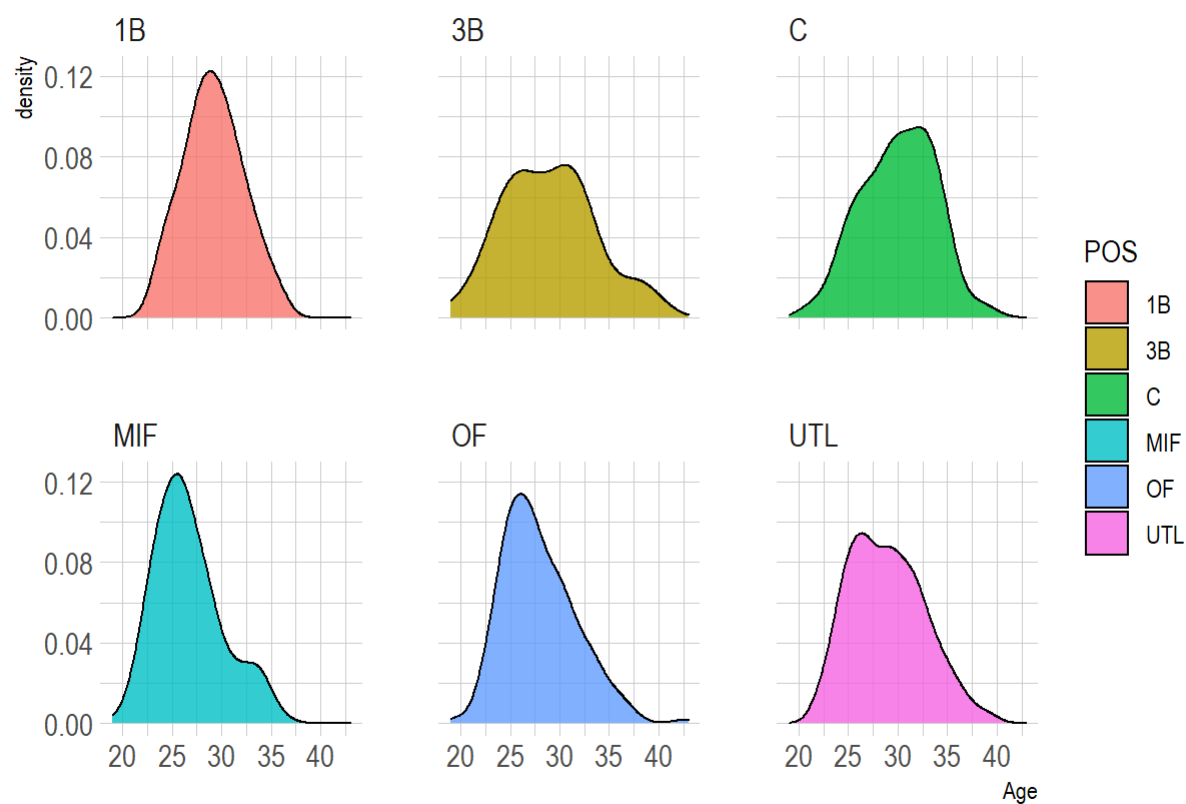 1B 3B C
density
0.12
0.08
0.04
0.00
MIF OF UTL
0.12
0.08
0.04
0.00
20 25 30 35 40 20 25 30 35 40 20 25 30 35 40
Age
POS
1B
3B
C
MIF
OF
UTL